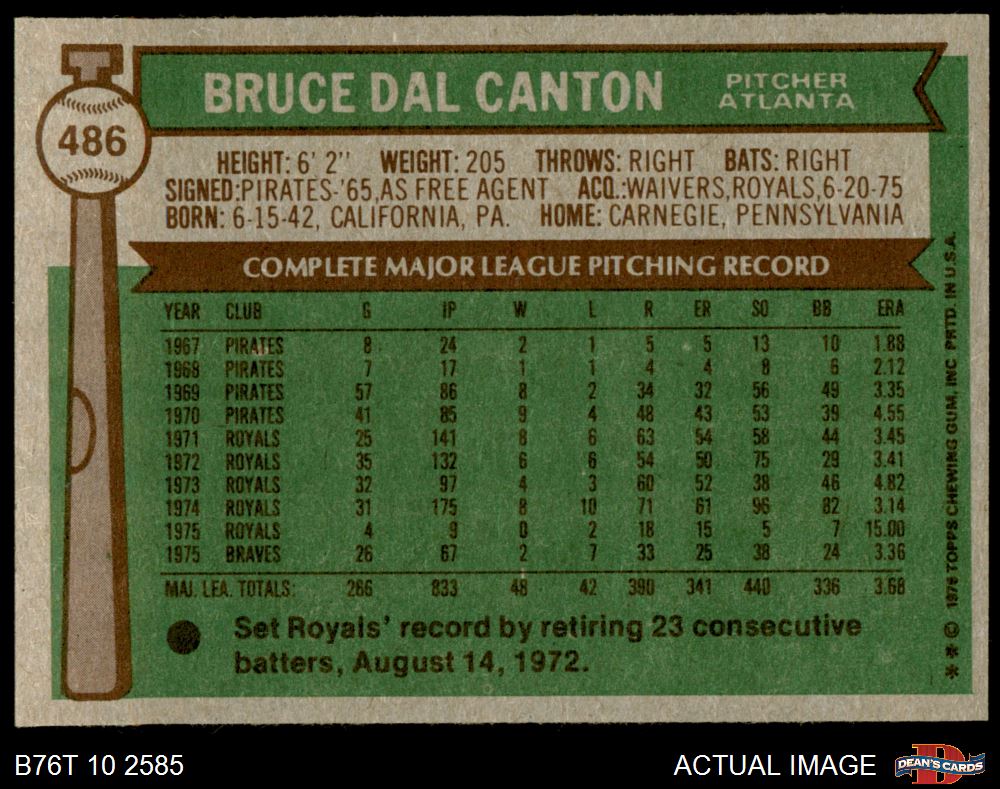 BRUCE DAL CANTON
PITCHER
ATLANTA
486
HEIGHT: 6' 2" WEIGHT: 205 THROWS: RIGHT BATS: RIGHT
SIGNED:PIRATES-'65,AS FREE AGENT ACQ.:WAIVERS,ROYALS,6-20-75
BORN: 6-15-42, CALIFORNIA, PA. HOME: CARNEGIE, PENNSYLVANIA
COMPLETE MAJOR LEAGUE PITCHING RECORD
YEAR CLUB G IP W L R ER SO BB ERA
1967 PIRATES 8 24 2 1 5 5 13 10 1.88
1968 PIRATES 7 17 1 1 4 4 8 6 2.12
1969 PIRATES 57 86 8 2 34 32 56 49 3.35
1970 PIRATES 41 85 9 4 48 43 53 39 4.55
1971 ROYALS 25 141 8 6 63 54 58 44 3.45
1972 ROYALS 35 132 6 6 54 50 75 29 3.41
1973 ROYALS 32 97 4 3 60 52 38 46 4.82
1974 ROYALS 31 175 8 10 71 61 96 82 3.14
1975 ROYALS 4 9 0 2 18 15 5 7 15.00
1975 BRAVES 26 67 2 7 33 25 38 24 3.36
MAJ. LEA. TOTALS: 266 833 48 42 390 341 440 336 3.68
Set Royals' record by retiring 23 consecutive
batters, August 14, 1972.
* * © 1976 TOPPS CHEWING GUM, INC PRTD. IN U.S.A.
B76T 10 2585
ACTUAL IMAGE
DEAN'S CARDS